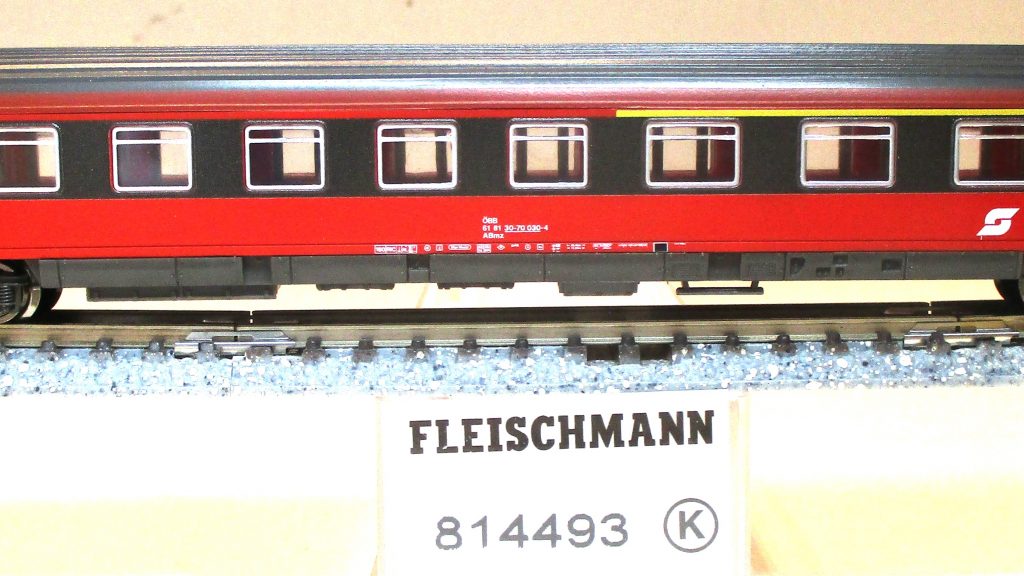 ÖBB
61 81 30-70 030-4
ABmz
FLEISCHMANN
814493 K